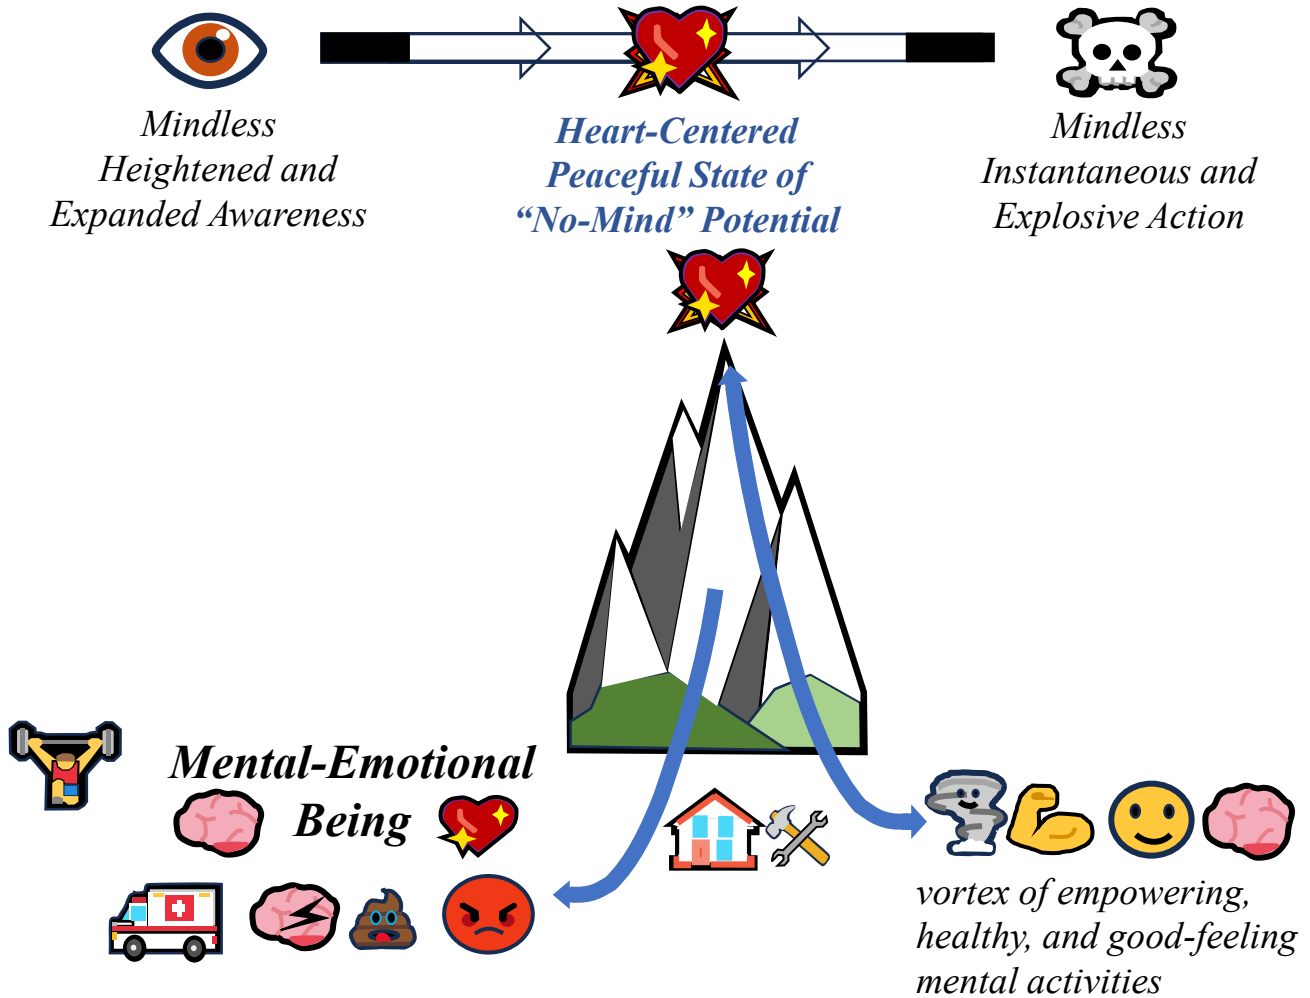 Mindless
Heightened and
Expanded Awareness
Heart-Centered
Peaceful State of
“No-Mind” Potential
Mindless
Instantaneous and
Explosive Action
Mental-Emotional
Being
vortex of empowering,
healthy, and good-feeling
mental activities